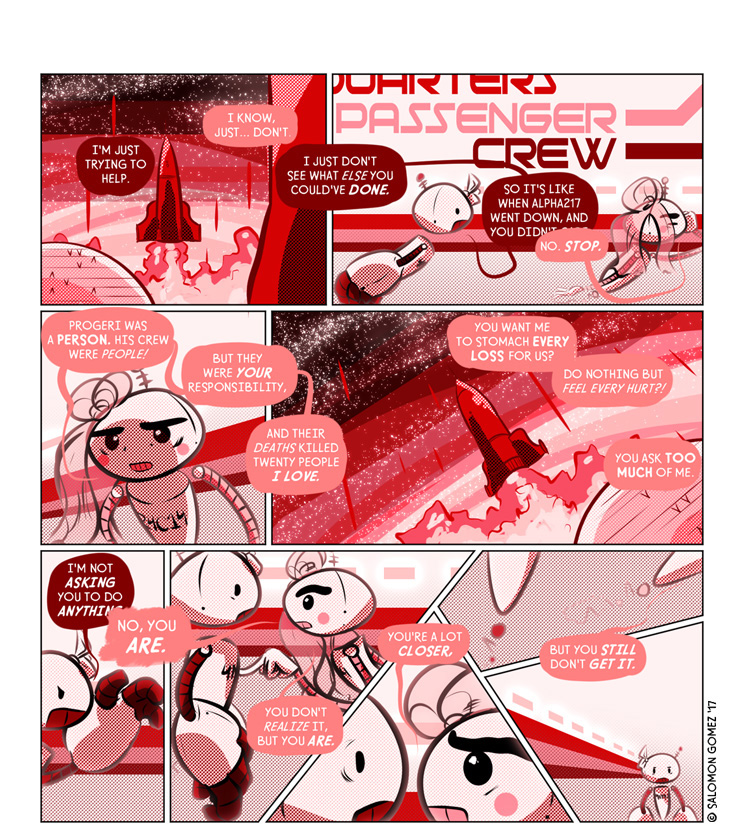 I KNOW,
JUST... DON'T.
I'M JUST
TRYING TO
HELP.
QUARTERS
PASSENGER
CREW
I JUST DON'T
SEE WHAT ELSE YOU
COULD'VE DONE.
SO IT'S LIKE
WHEN ALPHA217
WENT DOWN, AND
YOU DIDN'T
NO. STOP.
PROGERI WAS
A PERSON. HIS CREW
WERE PEOPLE!
BUT THEY
WERE YOUR
RESPONSIBILITY,
AND THEIR
DEATHS KILLED
TWENTY PEOPLE
I LOVE.
4C14
YOU WANT ME
TO STOMACH EVERY
LOSS FOR US?
DO NOTHING BUT
FEEL EVERY HURT?!
YOU ASK TOO
MUCH OF ME.
I'M NOT
ASKING
YOU TO DO
ANYTHING
NO, YOU
ARE.
YOU DON'T
REALIZE IT,
BUT YOU ARE.
YOU'RE A LOT
CLOSER,
BUT YOU STILL
DON'T GET IT.
© SALOMON GOMEZ '17